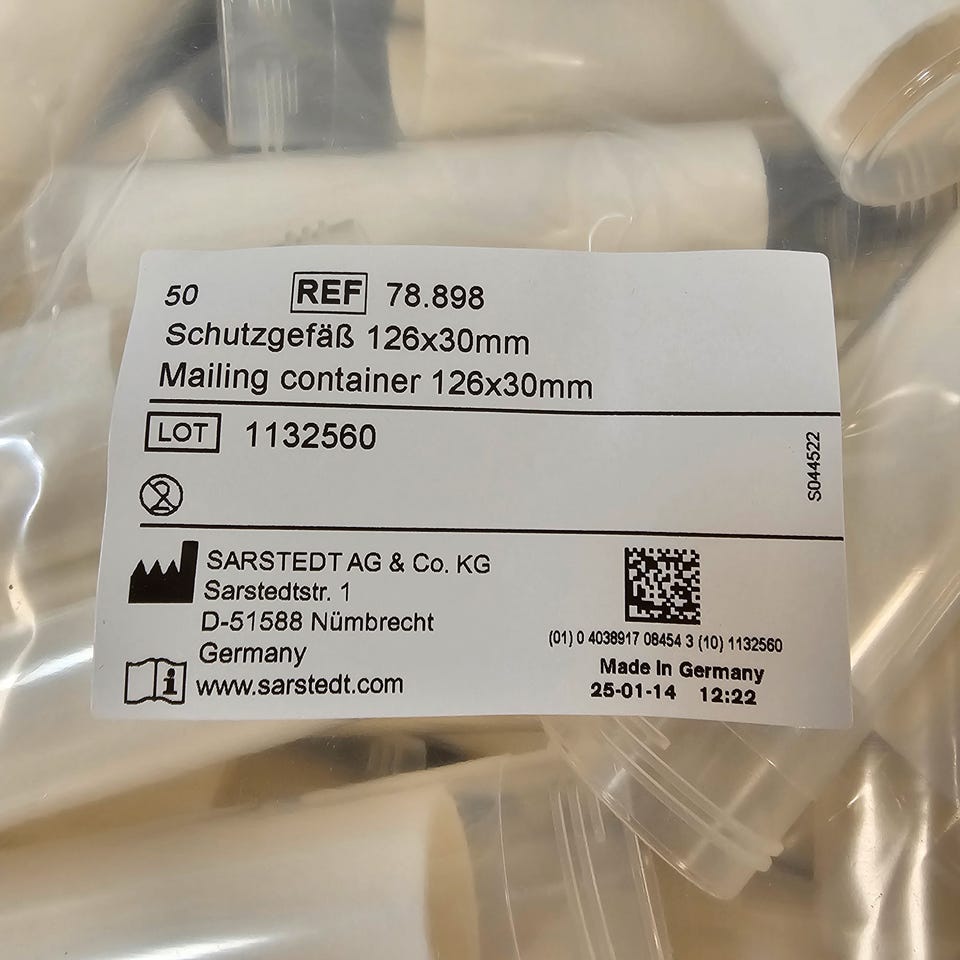 50 REF 78.898
Schutzgefäß 126x30mm
Mailing container 126x30mm
LOT 1132560
S044522
2
SARSTEDT AG & Co. KG
Sarstedtstr. 1
D-51588 Nümbrecht
Germany
www.sarstedt.com
(01) 0 4038917 08454 3 (10) 1132560
Made In Germany
25-01-14 12:22